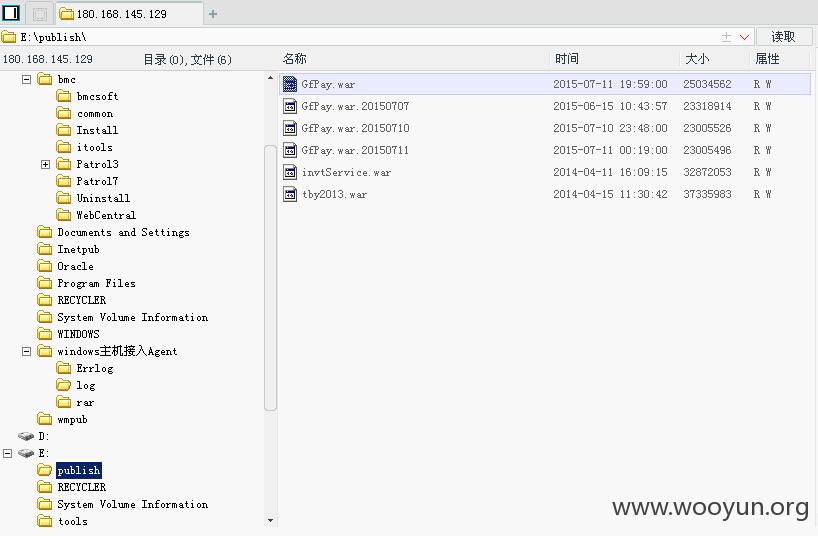 180.168.145.129
E:\publish\
读取
180.168.145.129 目录(0),文件(6)
名称 时间 大小 属性
bmc
bmcsoft
common
Install
itools
Patrol3
Patrol7
Uninstall
WebCentral
Documents and Settings
Inetpub
Oracle
Program Files
RECYCLER
System Volume Information
WINDOWS
windows主机接入Agent
Errlog
log
rar
wmpub
D:
E:
publish
RECYCLER
System Volume Information
tools
GfPay.war 2015-07-11 19:59:00 25034562 R W
GfPay.war.20150707 2015-06-15 10:43:57 23318914 R W
GfPay.war.20150710 2015-07-10 23:48:00 23005526 R W
GfPay.war.20150711 2015-07-11 00:19:00 23005496 R W
invtService.war 2014-04-11 16:09:15 32872053 R W
tby2013.war 2014-04-15 11:30:42 37335983 R W
www.wooyun.org